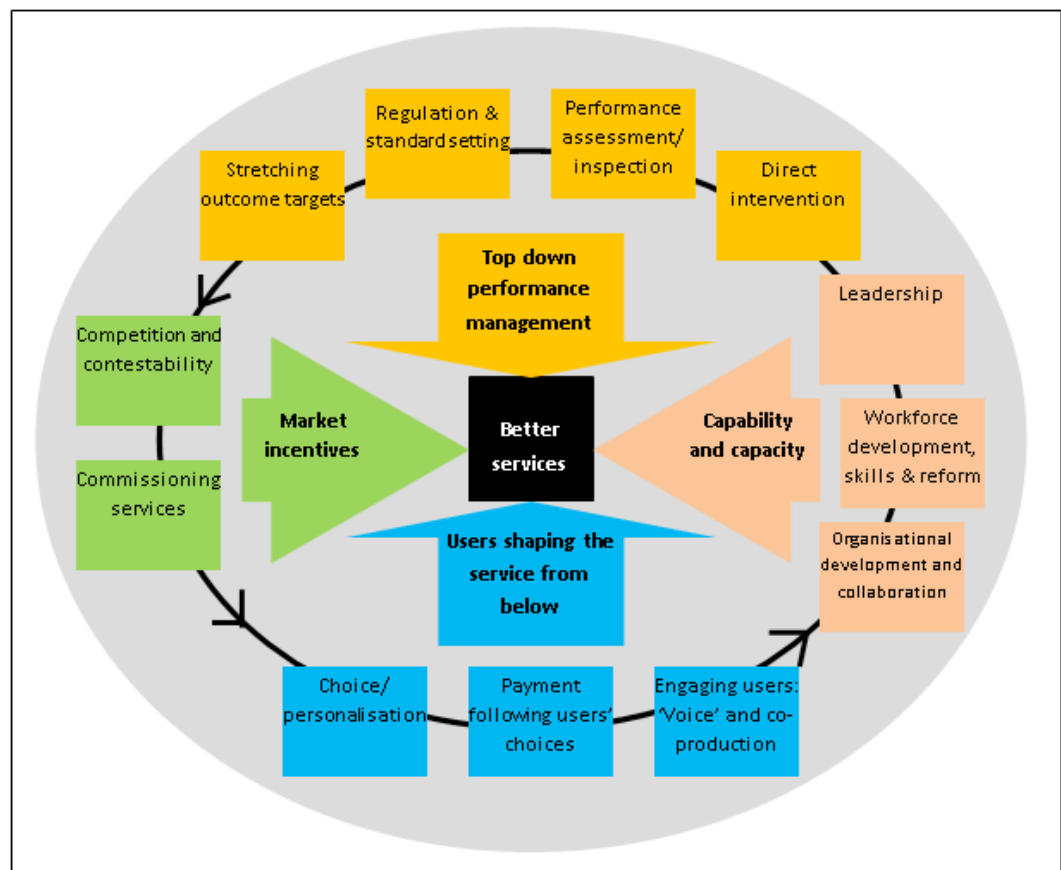 Regulation &
standard setting
Performance
assessment/
inspection
Stretching
outcome targets
Direct
intervention
Top down
performance
management
Leadership
Competition and
contestability
Market
incentives
Better
services
Capability
and capacity
Workforce
development,
skills & reform
Commissioning
services
Users shaping the
service from
below
Organisational
development and
collaboration
Choice/
personalisation
Payment
following users’
choices
Engaging users:
‘Voice’ and co-
production